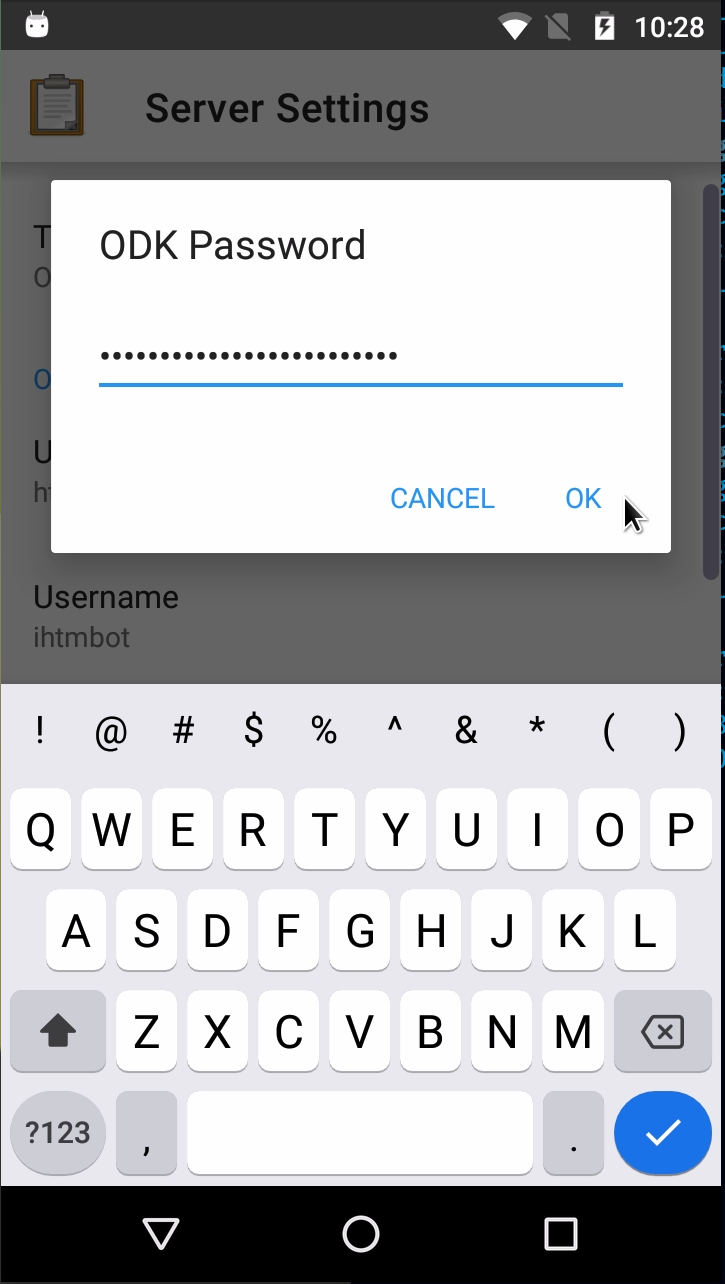 10:28
Server Settings
T
O
ODK Password
•••••••••••••••••••••••••
O
U
ht
CANCEL OK
Username
ihtmbot
! @ # $ % ^ & * ( )
Q W E R T Y U I O P
A S D F G H J K L
Z X C V B N M
?123 , .